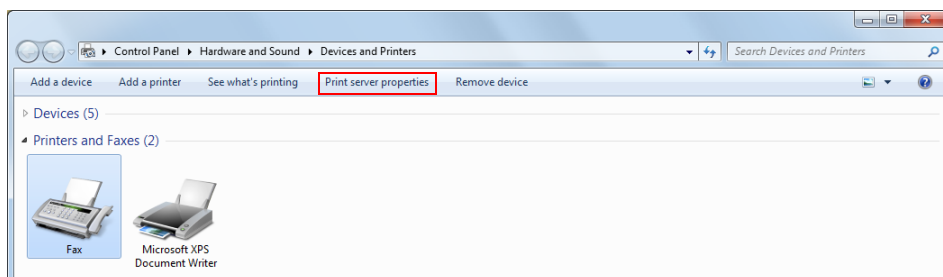 Control Panel Hardware and Sound Devices and Printers Search Devices and Printers
Add a device Add a printer See what's printing Print server properties Remove device
Devices (5)
Printers and Faxes (2)
Fax
Microsoft XPS
Document Writer